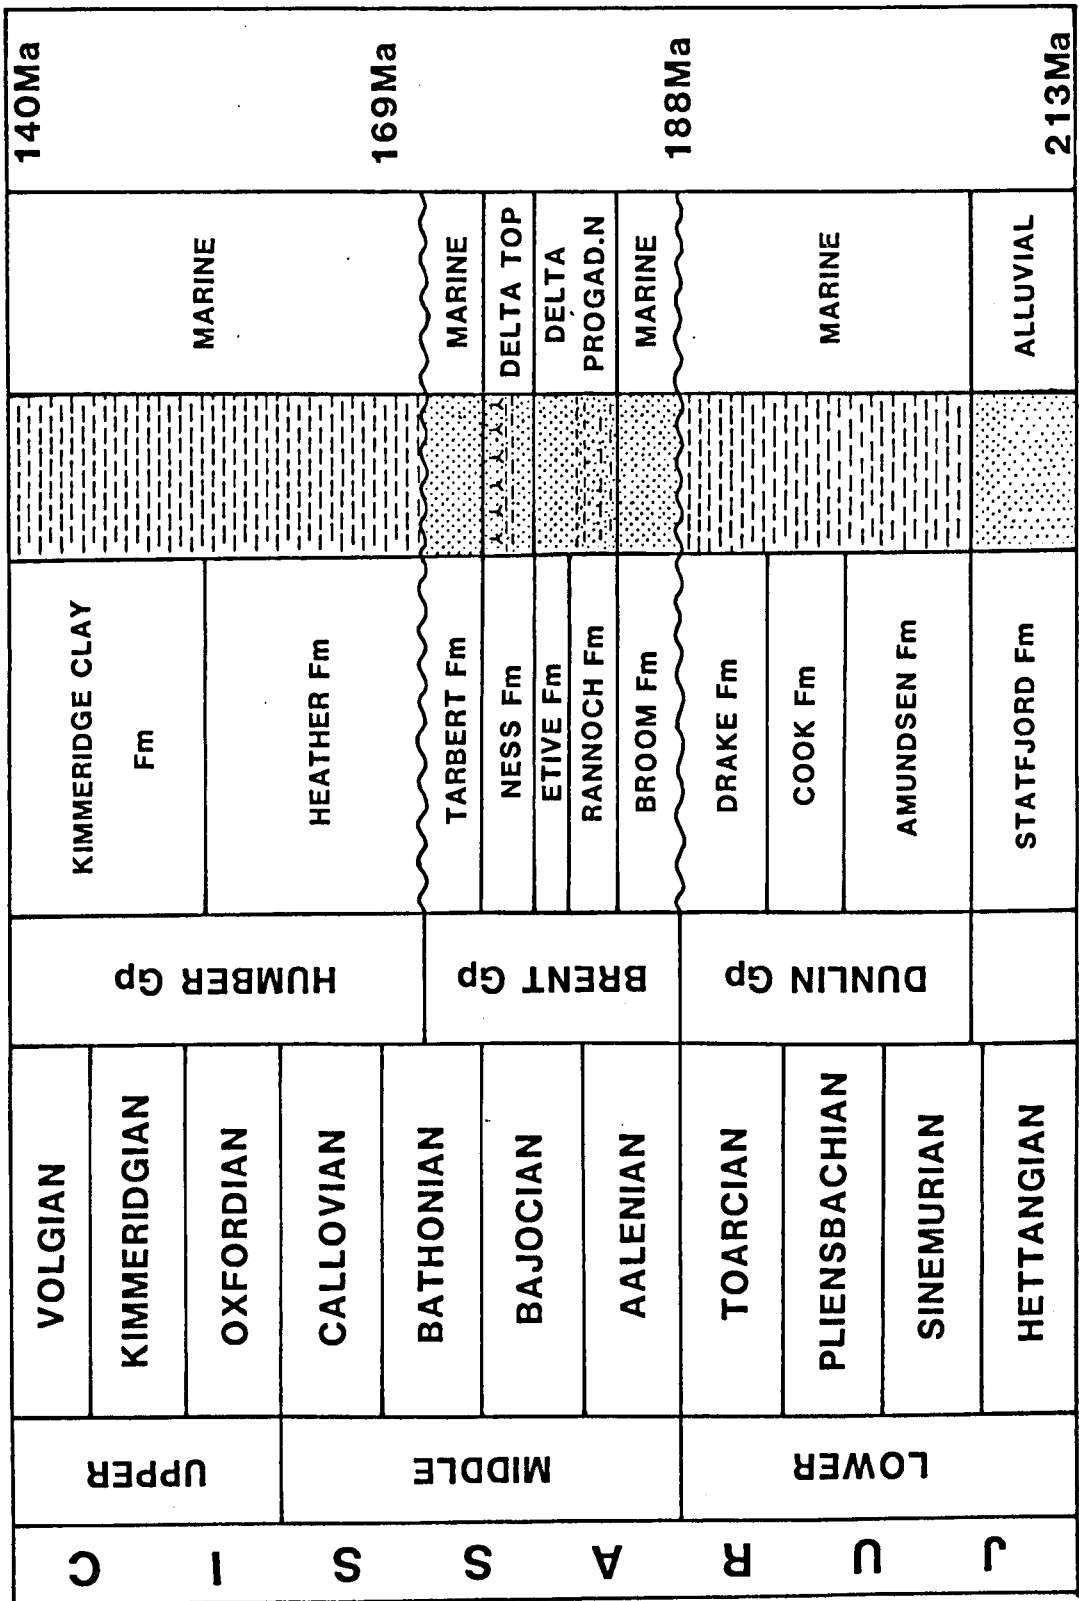 JURASSIC
UPPER
MIDDLE
LOWER
VOLGIAN
KIMMERIDGIAN
OXFORDIAN
CALLOVIAN
BATHONIAN
BAJOCIAN
AALENIAN
TOARCIAN
PLIENSBACHIAN
SINEMURIAN
HETTANGIAN
HUMBER Gp
BRENT Gp
DUNLIN Gp
KIMMERIDGE CLAY
Fm
HEATHER Fm
TARBERT Fm
NESS Fm
ETIVE Fm
RANNOCH Fm
BROOM Fm
DRAKE Fm
COOK Fm
AMUNDSEN Fm
STATFJORD Fm
MARINE
MARINE
DELTA TOP
DELTA
PROGAD.N
MARINE
MARINE
ALLUVIAL
140Ma
169Ma
188Ma
213Ma